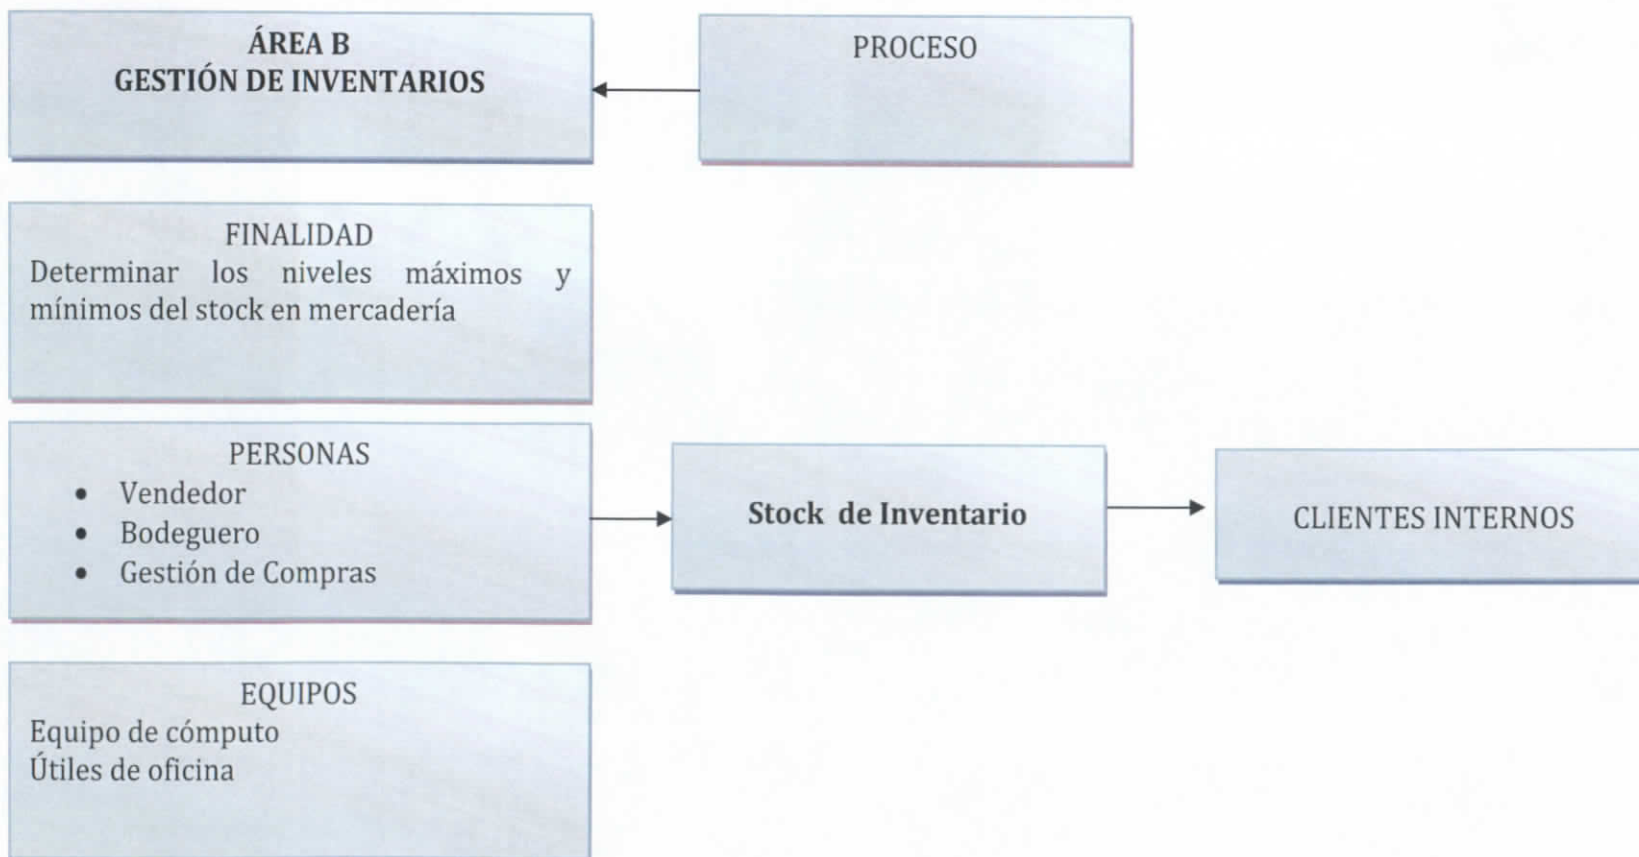 ÁREA B
GESTIÓN DE INVENTARIOS
PROCESO
FINALIDAD
Determinar los niveles máximos y
mínimos del stock en mercadería
PERSONAS
• Vendedor
• Bodeguero
• Gestión de Compras
Stock de Inventario
CLIENTES INTERNOS
EQUIPOS
Equipo de cómputo
Útiles de oficina